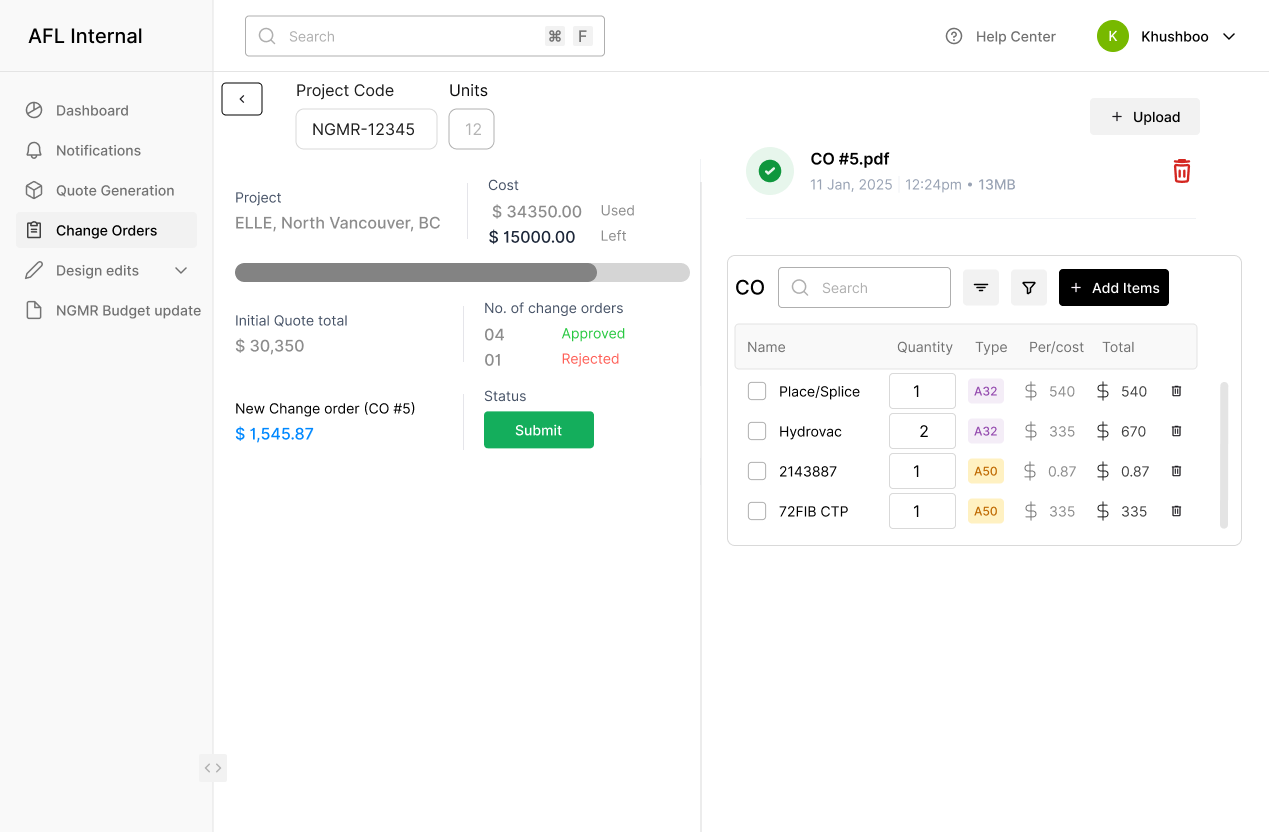 AFL Internal
Search
⌘ F
Help Center
K
Khushboo
Dashboard
Notifications
Quote Generation
Change Orders
Design edits
NGMR Budget update
Project Code
Units
NGMR-12345
12
Project
ELLE, North Vancouver, BC
Cost
$ 34350.00 Used
$ 15000.00 Left
Initial Quote total
$ 30,350
No. of change orders
04 Approved
01 Rejected
New Change order (CO #5)
$ 1,545.87
Status
Submit
+ Upload
CO #5.pdf
11 Jan, 2025 12:24pm • 13MB
CO
Search
+ Add Items
Name Quantity Type Per/cost Total
Place/Splice 1 A32 $ 540 $ 540
Hydrovac 2 A32 $ 335 $ 670
2143887 1 A50 $ 0.87 $ 0.87
72FIB CTP 1 A50 $ 335 $ 335